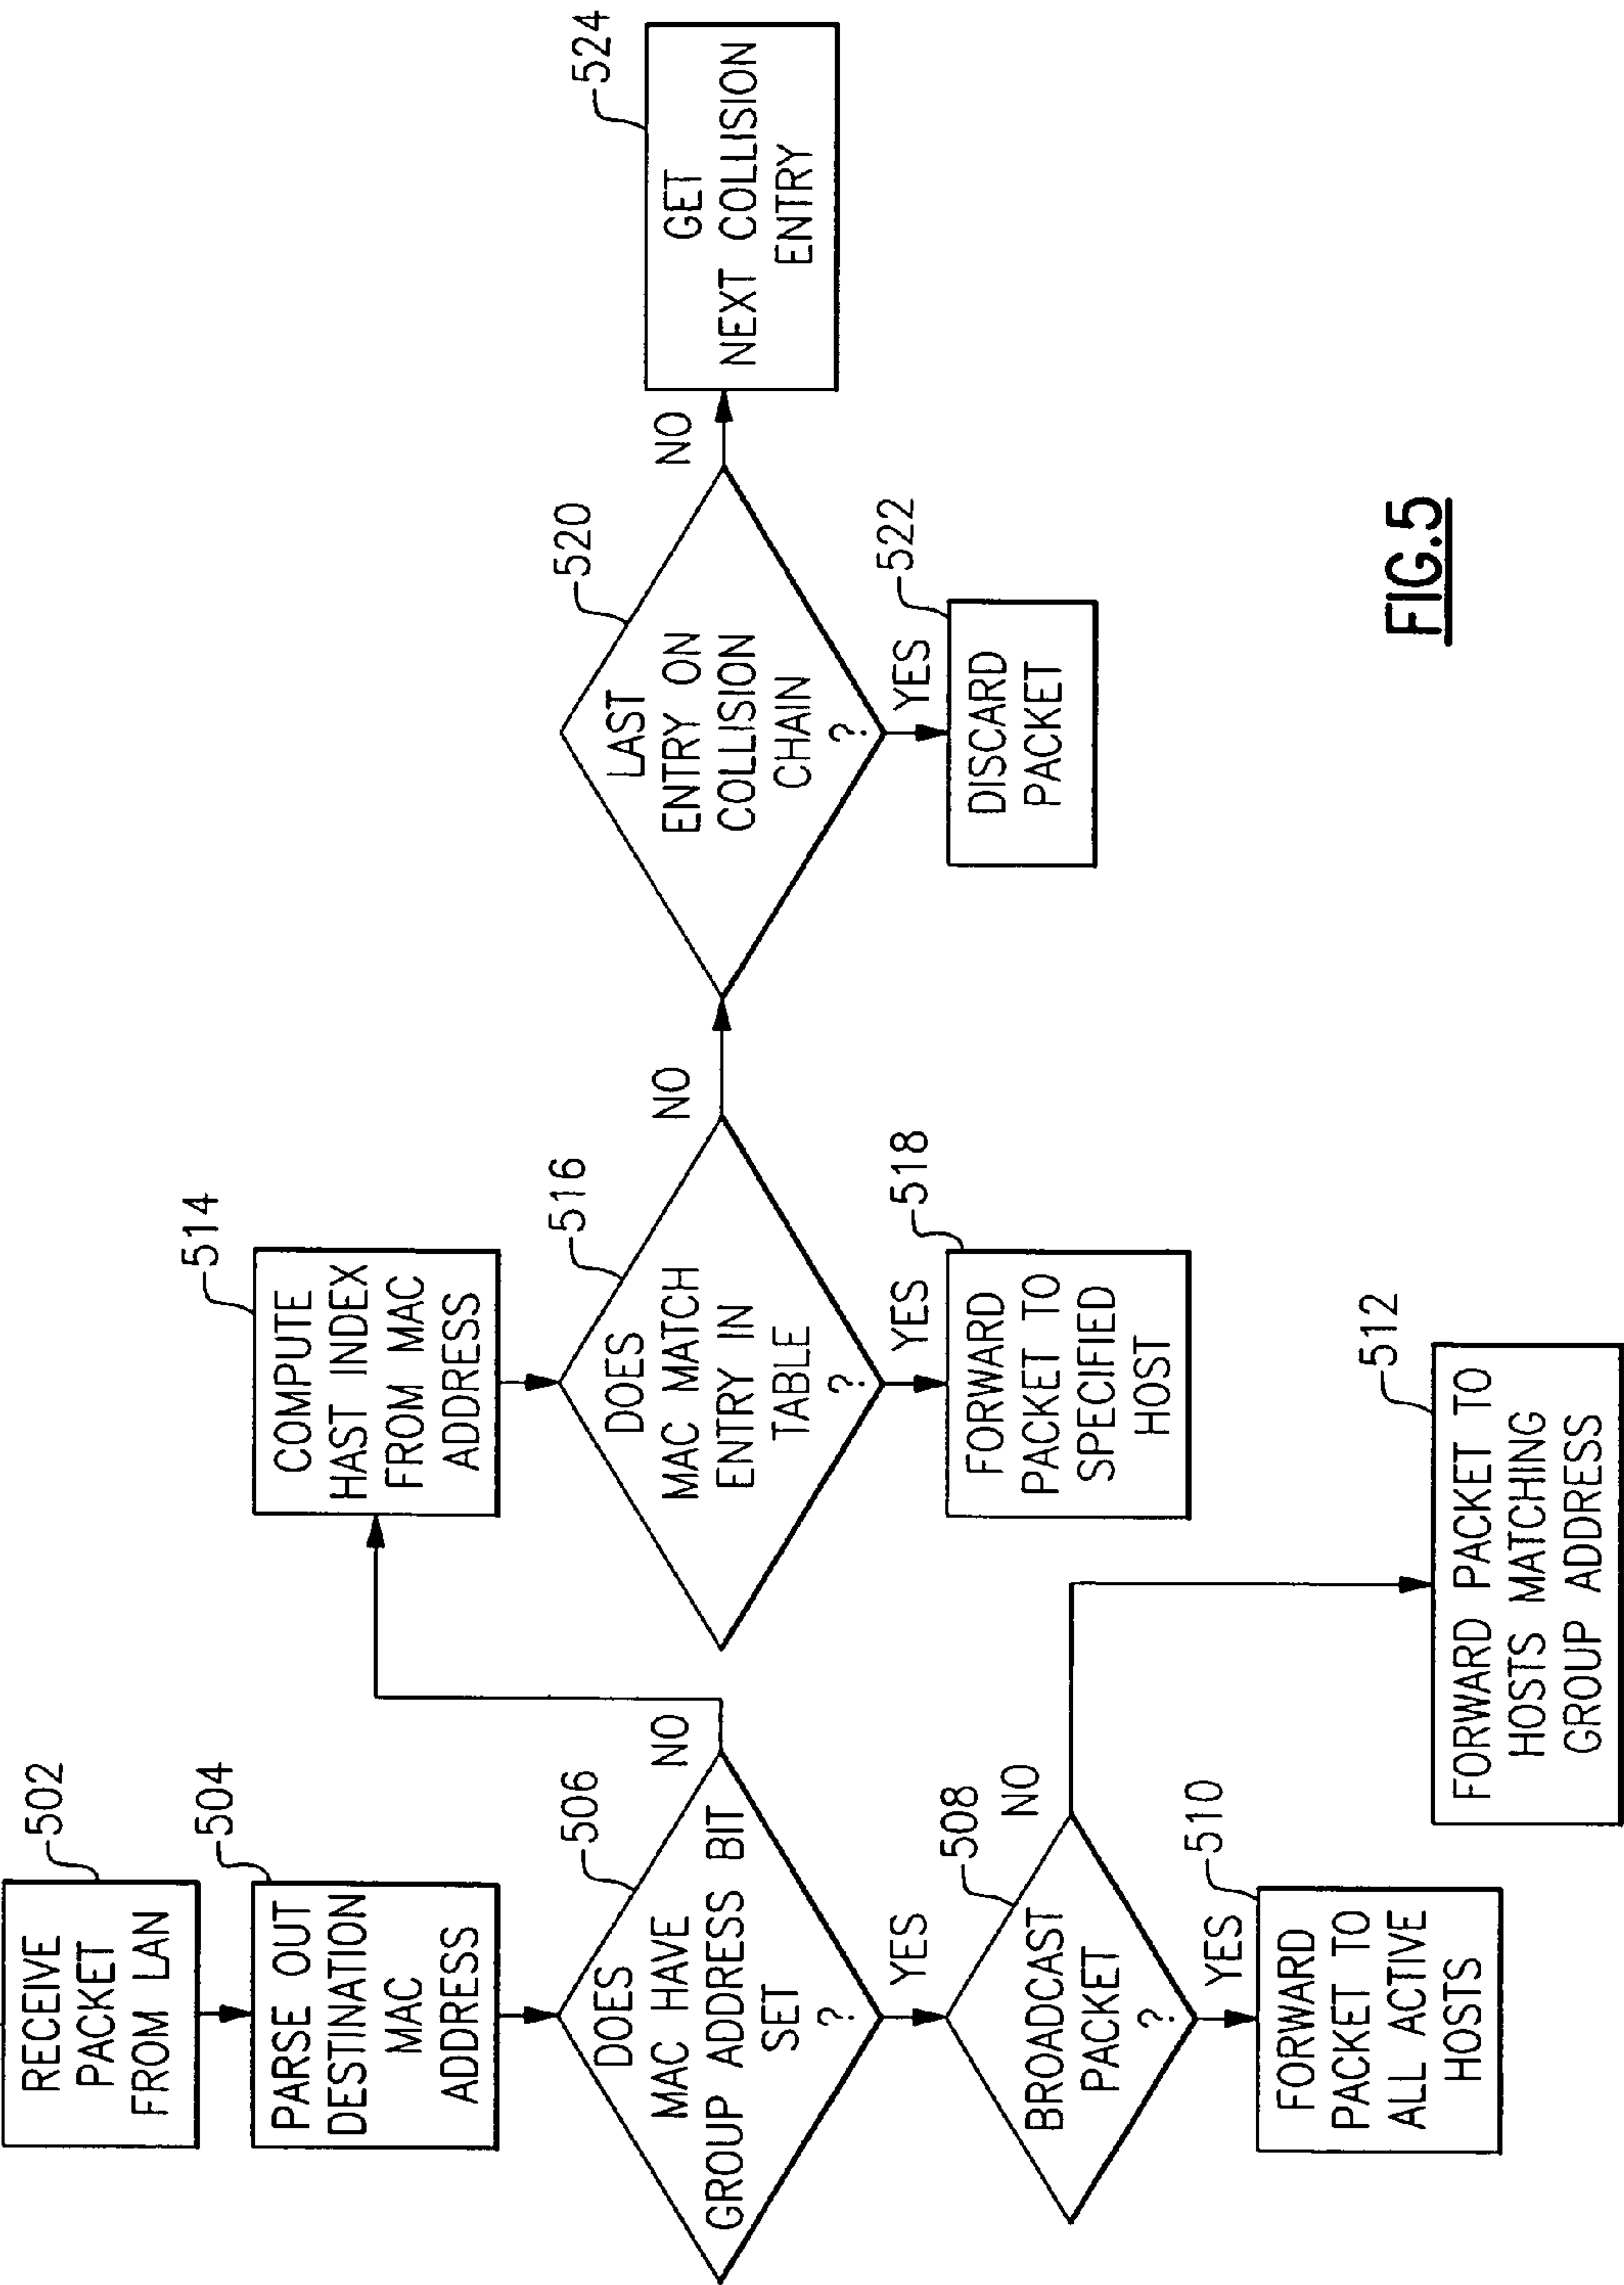 502
RECEIVE
PACKET
FROM LAN
504
PARSE OUT
DESTINATION
MAC
ADDRESS
506
DOES
MAC HAVE
GROUP ADDRESS BIT
SET
?
NO
YES
508
BROADCAST
PACKET
?
NO
YES
510
FORWARD
PACKET TO
ALL ACTIVE
HOSTS
512
FORWARD PACKET TO
HOSTS MATCHING
GROUP ADDRESS
514
COMPUTE
HAST INDEX
FROM MAC
ADDRESS
516
DOES
MAC MATCH
ENTRY IN
TABLE
?
NO
YES
518
FORWARD
PACKET TO
SPECIFIED
HOST
520
LAST
ENTRY ON
COLLISION
CHAIN
?
NO
YES
522
DISCARD
PACKET
524
GET
NEXT COLLISION
ENTRY
FIG.5